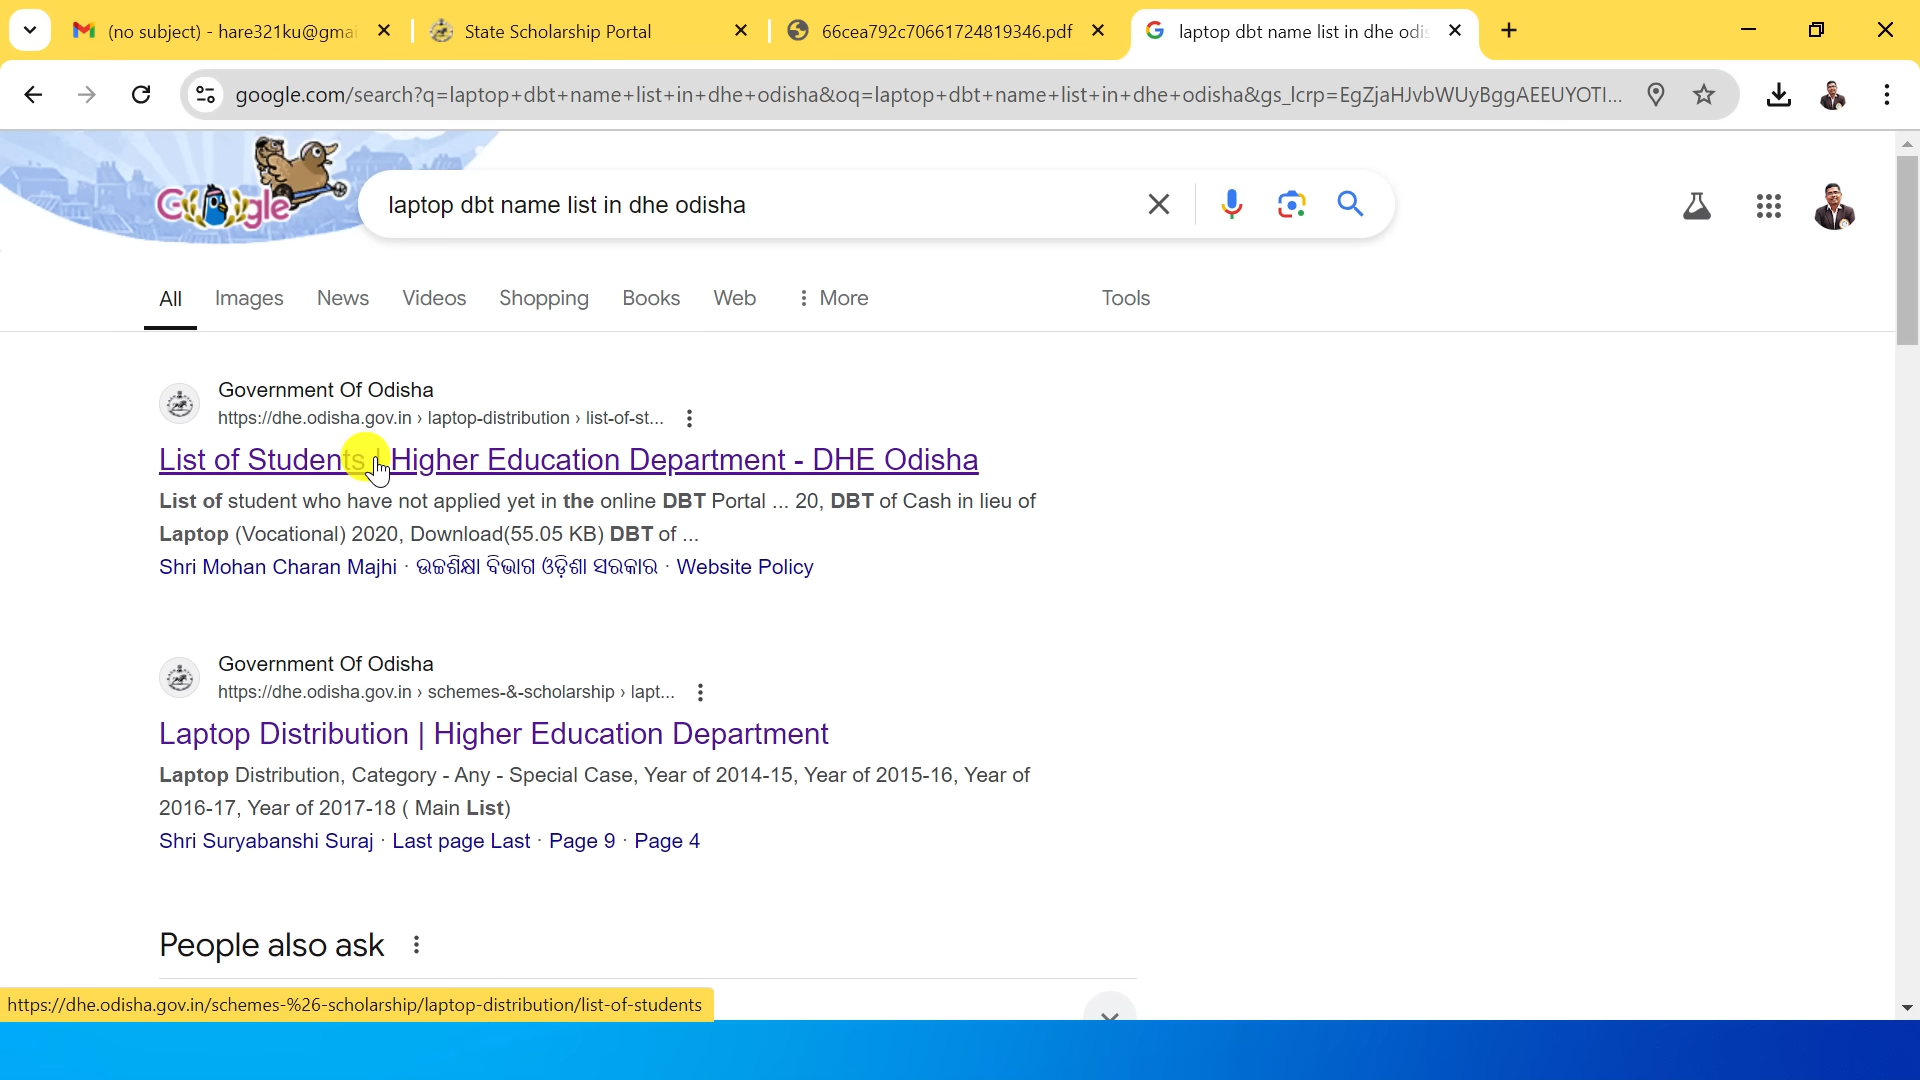 (no subject) - hare321ku@gmai
State Scholarship Portal
66cea792c70661724819346.pdf
laptop dbt name list in dhe odis
google.com/search?q=laptop+dbt+name+list+in+dhe+odisha&oq=laptop+dbt+name+list+in+dhe+odisha&gs_lcrp=EgZjaHJvbWUyBggAEEUYOTI...
Google
laptop dbt name list in dhe odisha
All
Images
News
Videos
Shopping
Books
Web
More
Tools
Government Of Odisha
https://dhe.odisha.gov.in › laptop-distribution › list-of-st...
List of Students | Higher Education Department - DHE Odisha
List of student who have not applied yet in the online DBT Portal ... 20, DBT of Cash in lieu of
Laptop (Vocational) 2020, Download(55.05 KB) DBT of ...
Shri Mohan Charan Majhi · ଉଚ୍ଚଶିକ୍ଷା ବିଭାଗ ଓଡ଼ିଶା ସରକାର · Website Policy
Government Of Odisha
https://dhe.odisha.gov.in › schemes-&-scholarship › lapt...
Laptop Distribution | Higher Education Department
Laptop Distribution, Category - Any - Special Case, Year of 2014-15, Year of 2015-16, Year of
2016-17, Year of 2017-18 ( Main List)
Shri Suryabanshi Suraj · Last page Last · Page 9 · Page 4
People also ask
https://dhe.odisha.gov.in/schemes-%26-scholarship/laptop-distribution/list-of-students